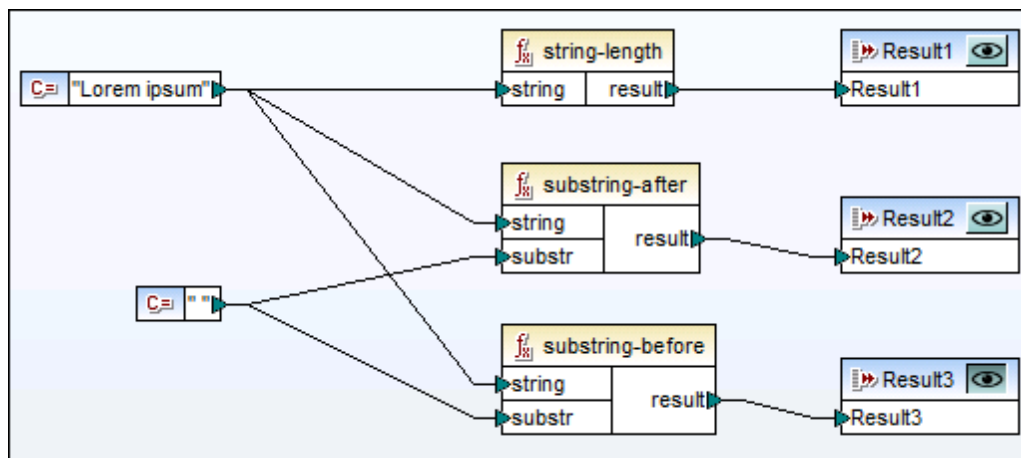 string-length
Result1
C= "Lorem ipsum"
string result
Result1
substring-after
string
result
substr
Result2
Result2
C= " "
substring-before
string
result
substr
Result3
Result3